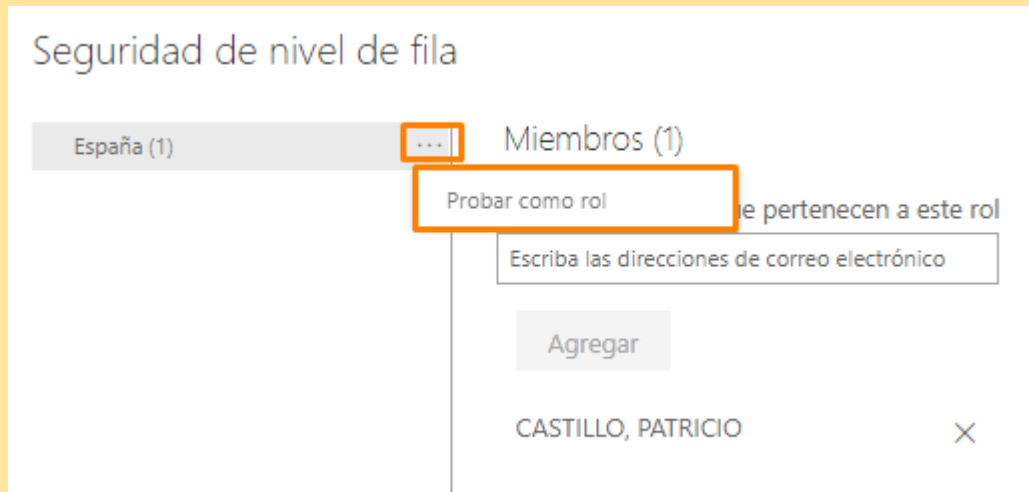 Seguridad de nivel de fila
España (1) ...
Miembros (1)
Probar como rol
ue pertenecen a este rol
Escriba las direcciones de correo electrónico
Agregar
CASTILLO, PATRICIO